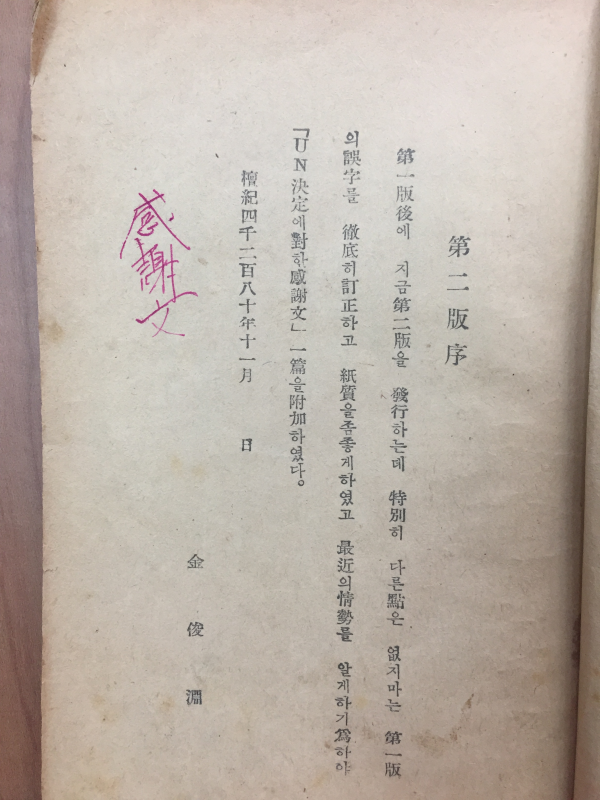 第二版序
第一版後에 지금第二版을 發行하는데 特別히 다른點은 없지마는 第一版
의誤字를 徹底히訂正하고 紙質을좀좋게하였고 最近의情勢를 알게하기爲하야
「UN決定에對한感謝文」一篇을附加하였다。
檀紀四千二百八十年十一月 日
金俊淵
感謝文